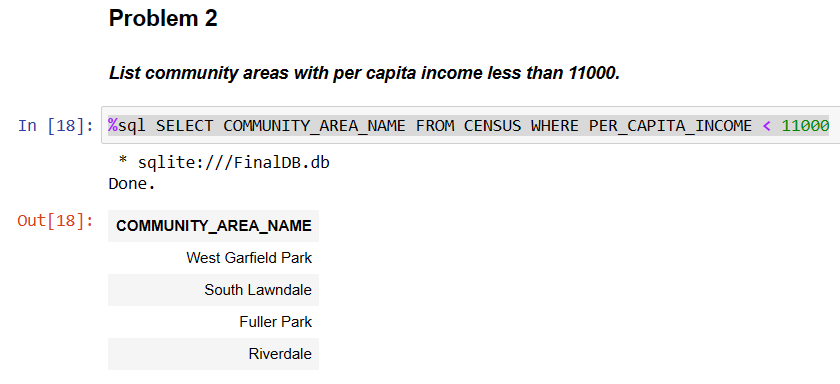 Problem 2
List community areas with per capita income less than 11000.
In [18]: %sql SELECT COMMUNITY_AREA_NAME FROM CENSUS WHERE PER_CAPITA_INCOME < 11000
* sqlite:///FinalDB.db
Done.
Out[18]: COMMUNITY_AREA_NAME
West Garfield Park
South Lawndale
Fuller Park
Riverdale